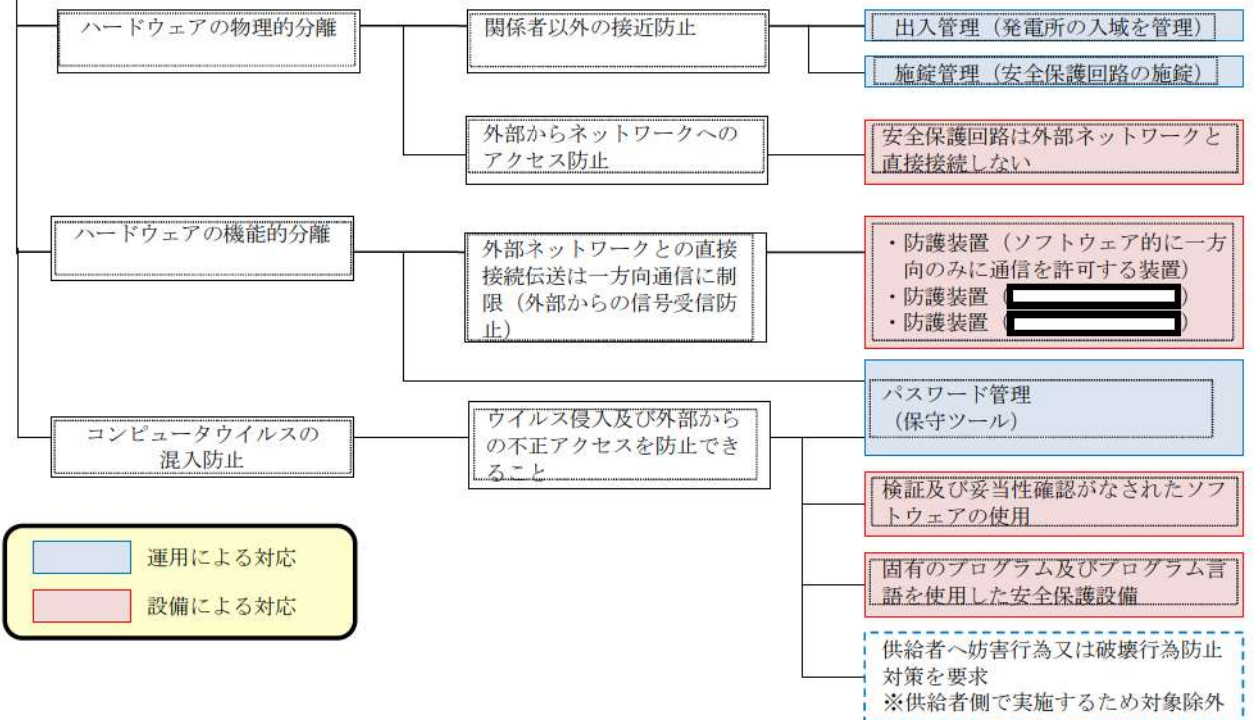 ハードウェアの物理的分離
関係者以外の接近防止
出入管理（発電所の入域を管理）
施錠管理（安全保護回路の施錠）
外部からネットワークへの
アクセス防止
安全保護回路は外部ネットワークと
直接接続しない
ハードウェアの機能的分離
外部ネットワークとの直接
接続伝送は一方向通信に制
限（外部からの信号受信防
止）
・防護装置（ソフトウェア的に一方
向のみに通信を許可する装置）
・防護装置（ ）
・防護装置（ ）
パスワード管理
（保守ツール）
コンピュータウイルスの
混入防止
ウイルス侵入及び外部から
の不正アクセスを防止でき
ること
検証及び妥当性確認がなされたソフ
トウェアの使用
固有のプログラム及びプログラム言
語を使用した安全保護設備
供給者へ妨害行為又は破壊行為防止
対策を要求
※供給者側で実施するため対象除外
運用による対応
設備による対応